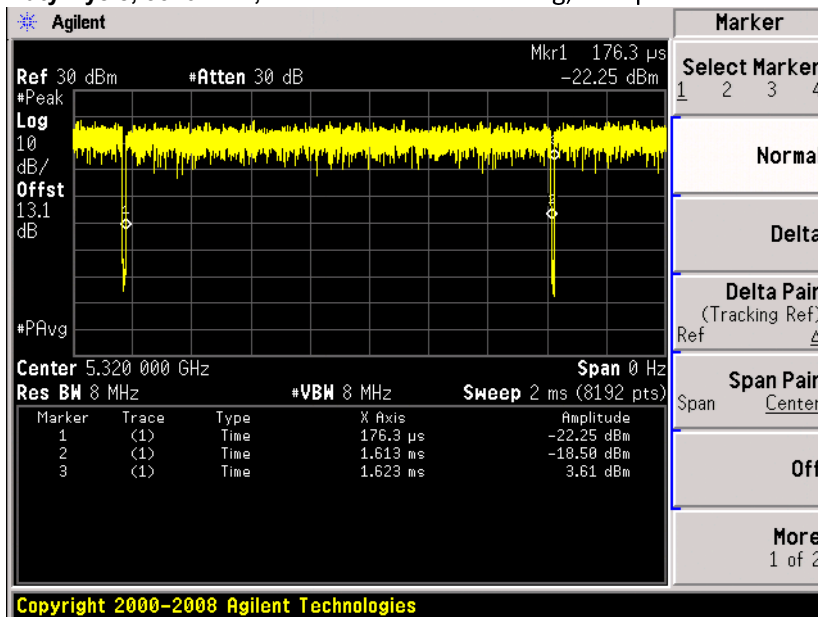 Agilent
Marker
Mkr1 176.3 µs
Ref 30 dBm #Atten 30 dB -22.25 dBm
#Peak
Log
10
dB/
Offst
13.1
dB
#PAvg
1
2
3
Center 5.320 000 GHz Span 0 Hz
Res BW 8 MHz #VBW 8 MHz Sweep 2 ms (8192 pts)
Marker Trace Type X Axis Amplitude
1 (1) Time 176.3 µs -22.25 dBm
2 (1) Time 1.613 ms -18.50 dBm
3 (1) Time 1.623 ms 3.61 dBm
Select Marker
1 2 3 4
Normal
Delta
Delta Pair
(Tracking Ref)
Ref Δ
Span Pair
Span Center
Off
More
1 of 2
Copyright 2000-2008 Agilent Technologies